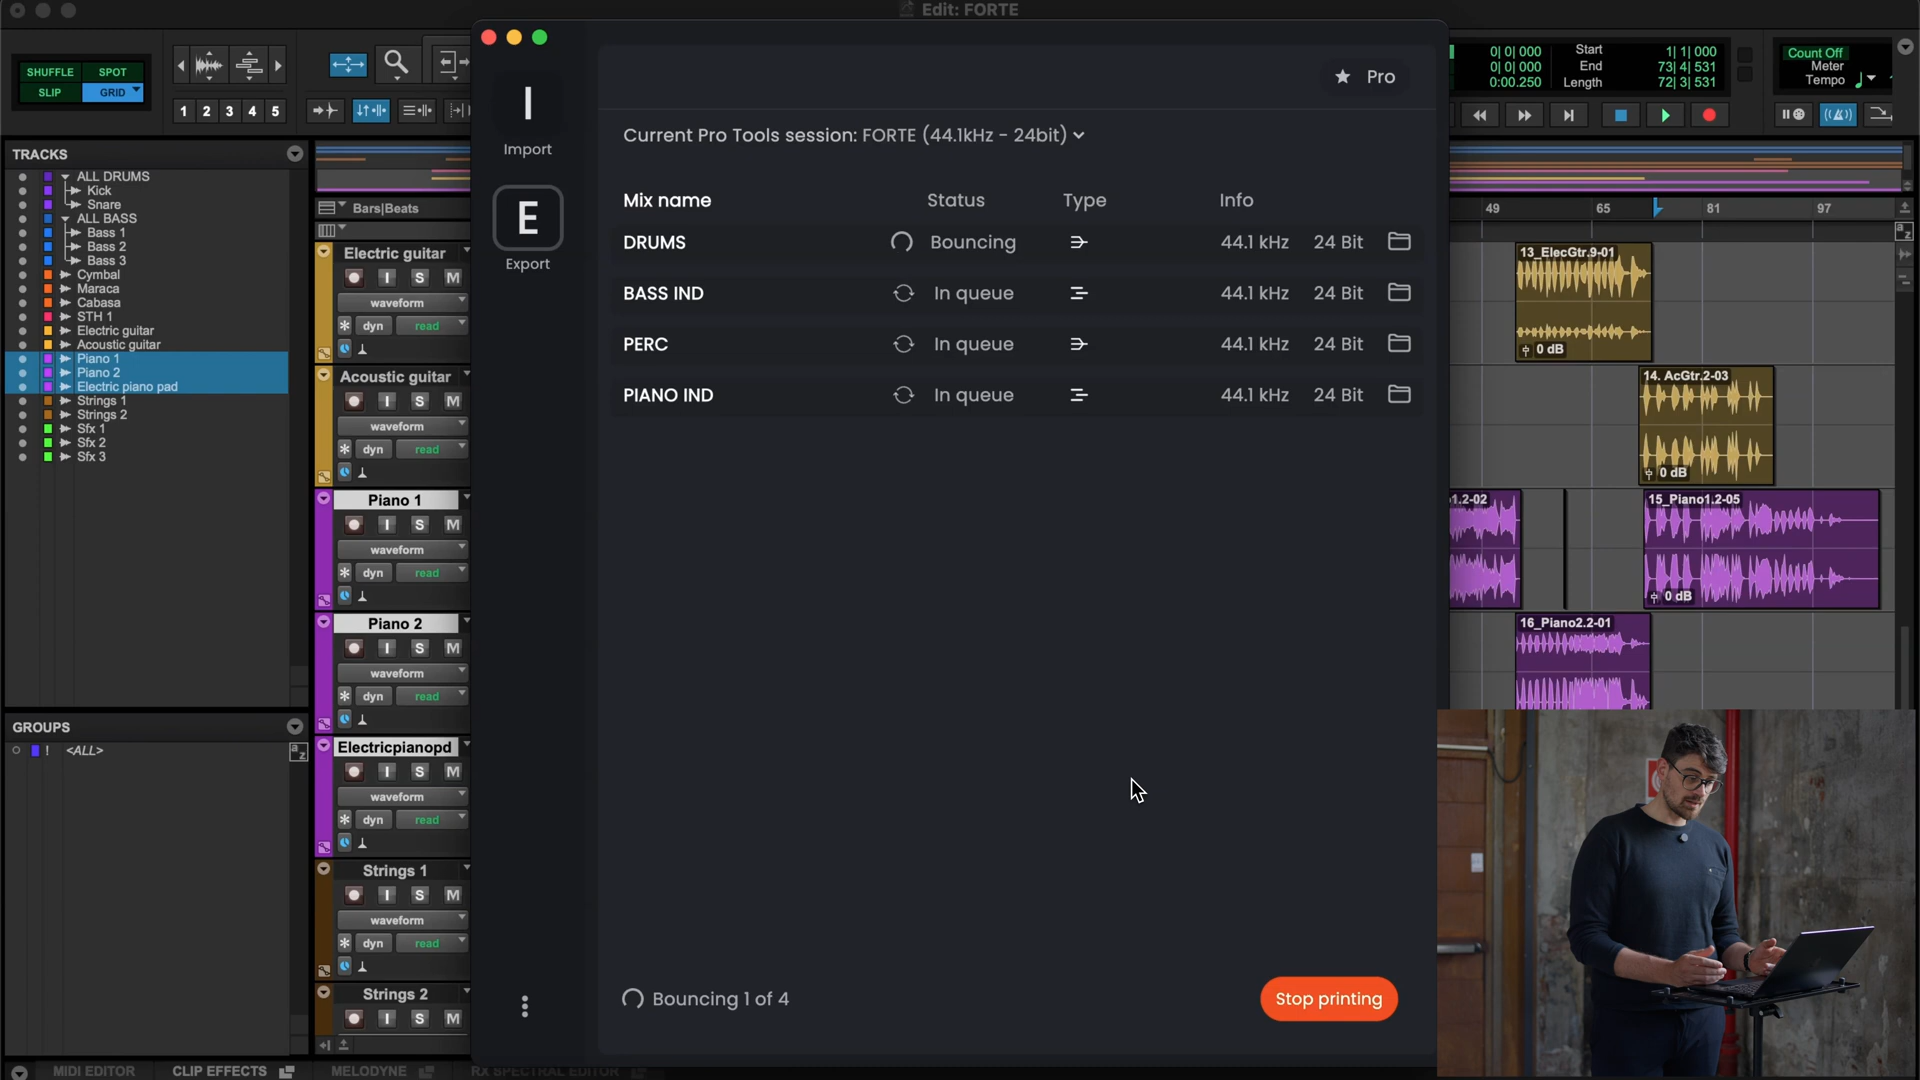 Edit: FORTE
SHUFFLE SPOT
SLIP GRID
1 2 3 4 5
0| 0| 000
0| 0| 000
0:00.250
Start 1| 1| 000
End 73| 4| 531
Length 72| 3| 531
Count Off
Meter
Tempo
TRACKS
ALL DRUMS
Kick
Snare
ALL BASS
Bass 1
Bass 2
Bass 3
Cymbal
Maraca
Cabasa
STH 1
Electric guitar
Acoustic guitar
Piano 1
Piano 2
Electric piano pad
Strings 1
Strings 2
Sfx 1
Sfx 2
Sfx 3
GROUPS
! <ALL>
a z
Bars|Beats
Electric guitar
I S M
waveform
dyn read
Acoustic guitar
I S M
waveform
dyn read
Piano 1
I S M
waveform
dyn read
Piano 2
I S M
waveform
dyn read
Electricpianopd
I S M
waveform
dyn read
Strings 1
I S M
waveform
dyn read
Strings 2
I S M
I
Import
E
Export
Pro
Current Pro Tools session: FORTE (44.1kHz - 24bit)
Mix name Status Type Info
DRUMS Bouncing 44.1 kHz 24 Bit
BASS IND In queue 44.1 kHz 24 Bit
PERC In queue 44.1 kHz 24 Bit
PIANO IND In queue 44.1 kHz 24 Bit
Bouncing 1 of 4
Stop printing
49 65 81 97
a z
13_ElecGtr.9-01
0 dB
14. AcGtr.2-03
0 dB
1.2-02
15_Piano1.2-05
0 dB
16_Piano2.2-01
MIDI EDITOR CLIP EFFECTS MELODYNE RX SPECTRAL EDITOR